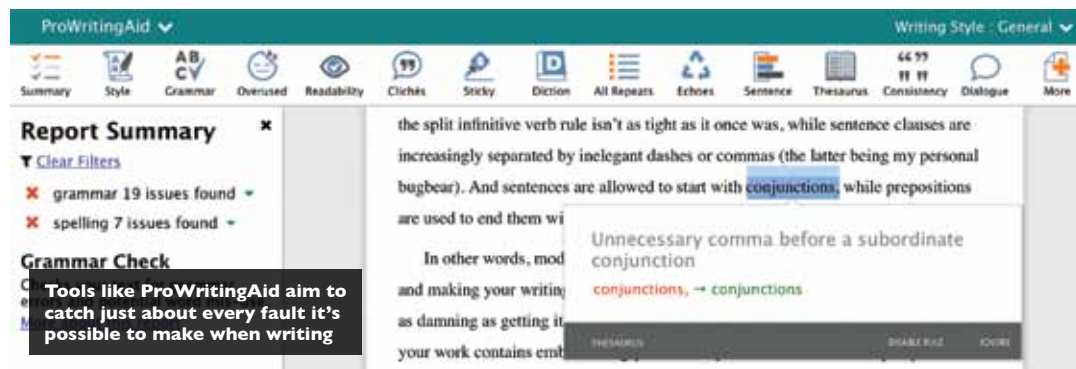 ProWritingAid
Writing Style : General
Summary
Style
Grammar
Overused
Readability
Clichés
Sticky
Diction
All Repeats
Echoes
Sentence
Thesaurus
Consistency
Dialogue
More
Report Summary
Clear Filters
grammar 19 issues found
spelling 7 issues found
Grammar Check
Tools like ProWritingAid aim to
catch just about every fault it's
possible to make when writing
the split infinitive verb rule isn't as tight as it once was, while sentence clauses are
increasingly separated by inelegant dashes or commas (the latter being my personal
bugbear). And sentences are allowed to start with conjunctions, while prepositions
are used to end them wi
In other words, mod
and making your writing
as damning as getting it
your work contains emb
Unnecessary comma before a subordinate
conjunction
conjunctions, → conjunctions
THESAURUS
DISABLE RULE
IGNORE